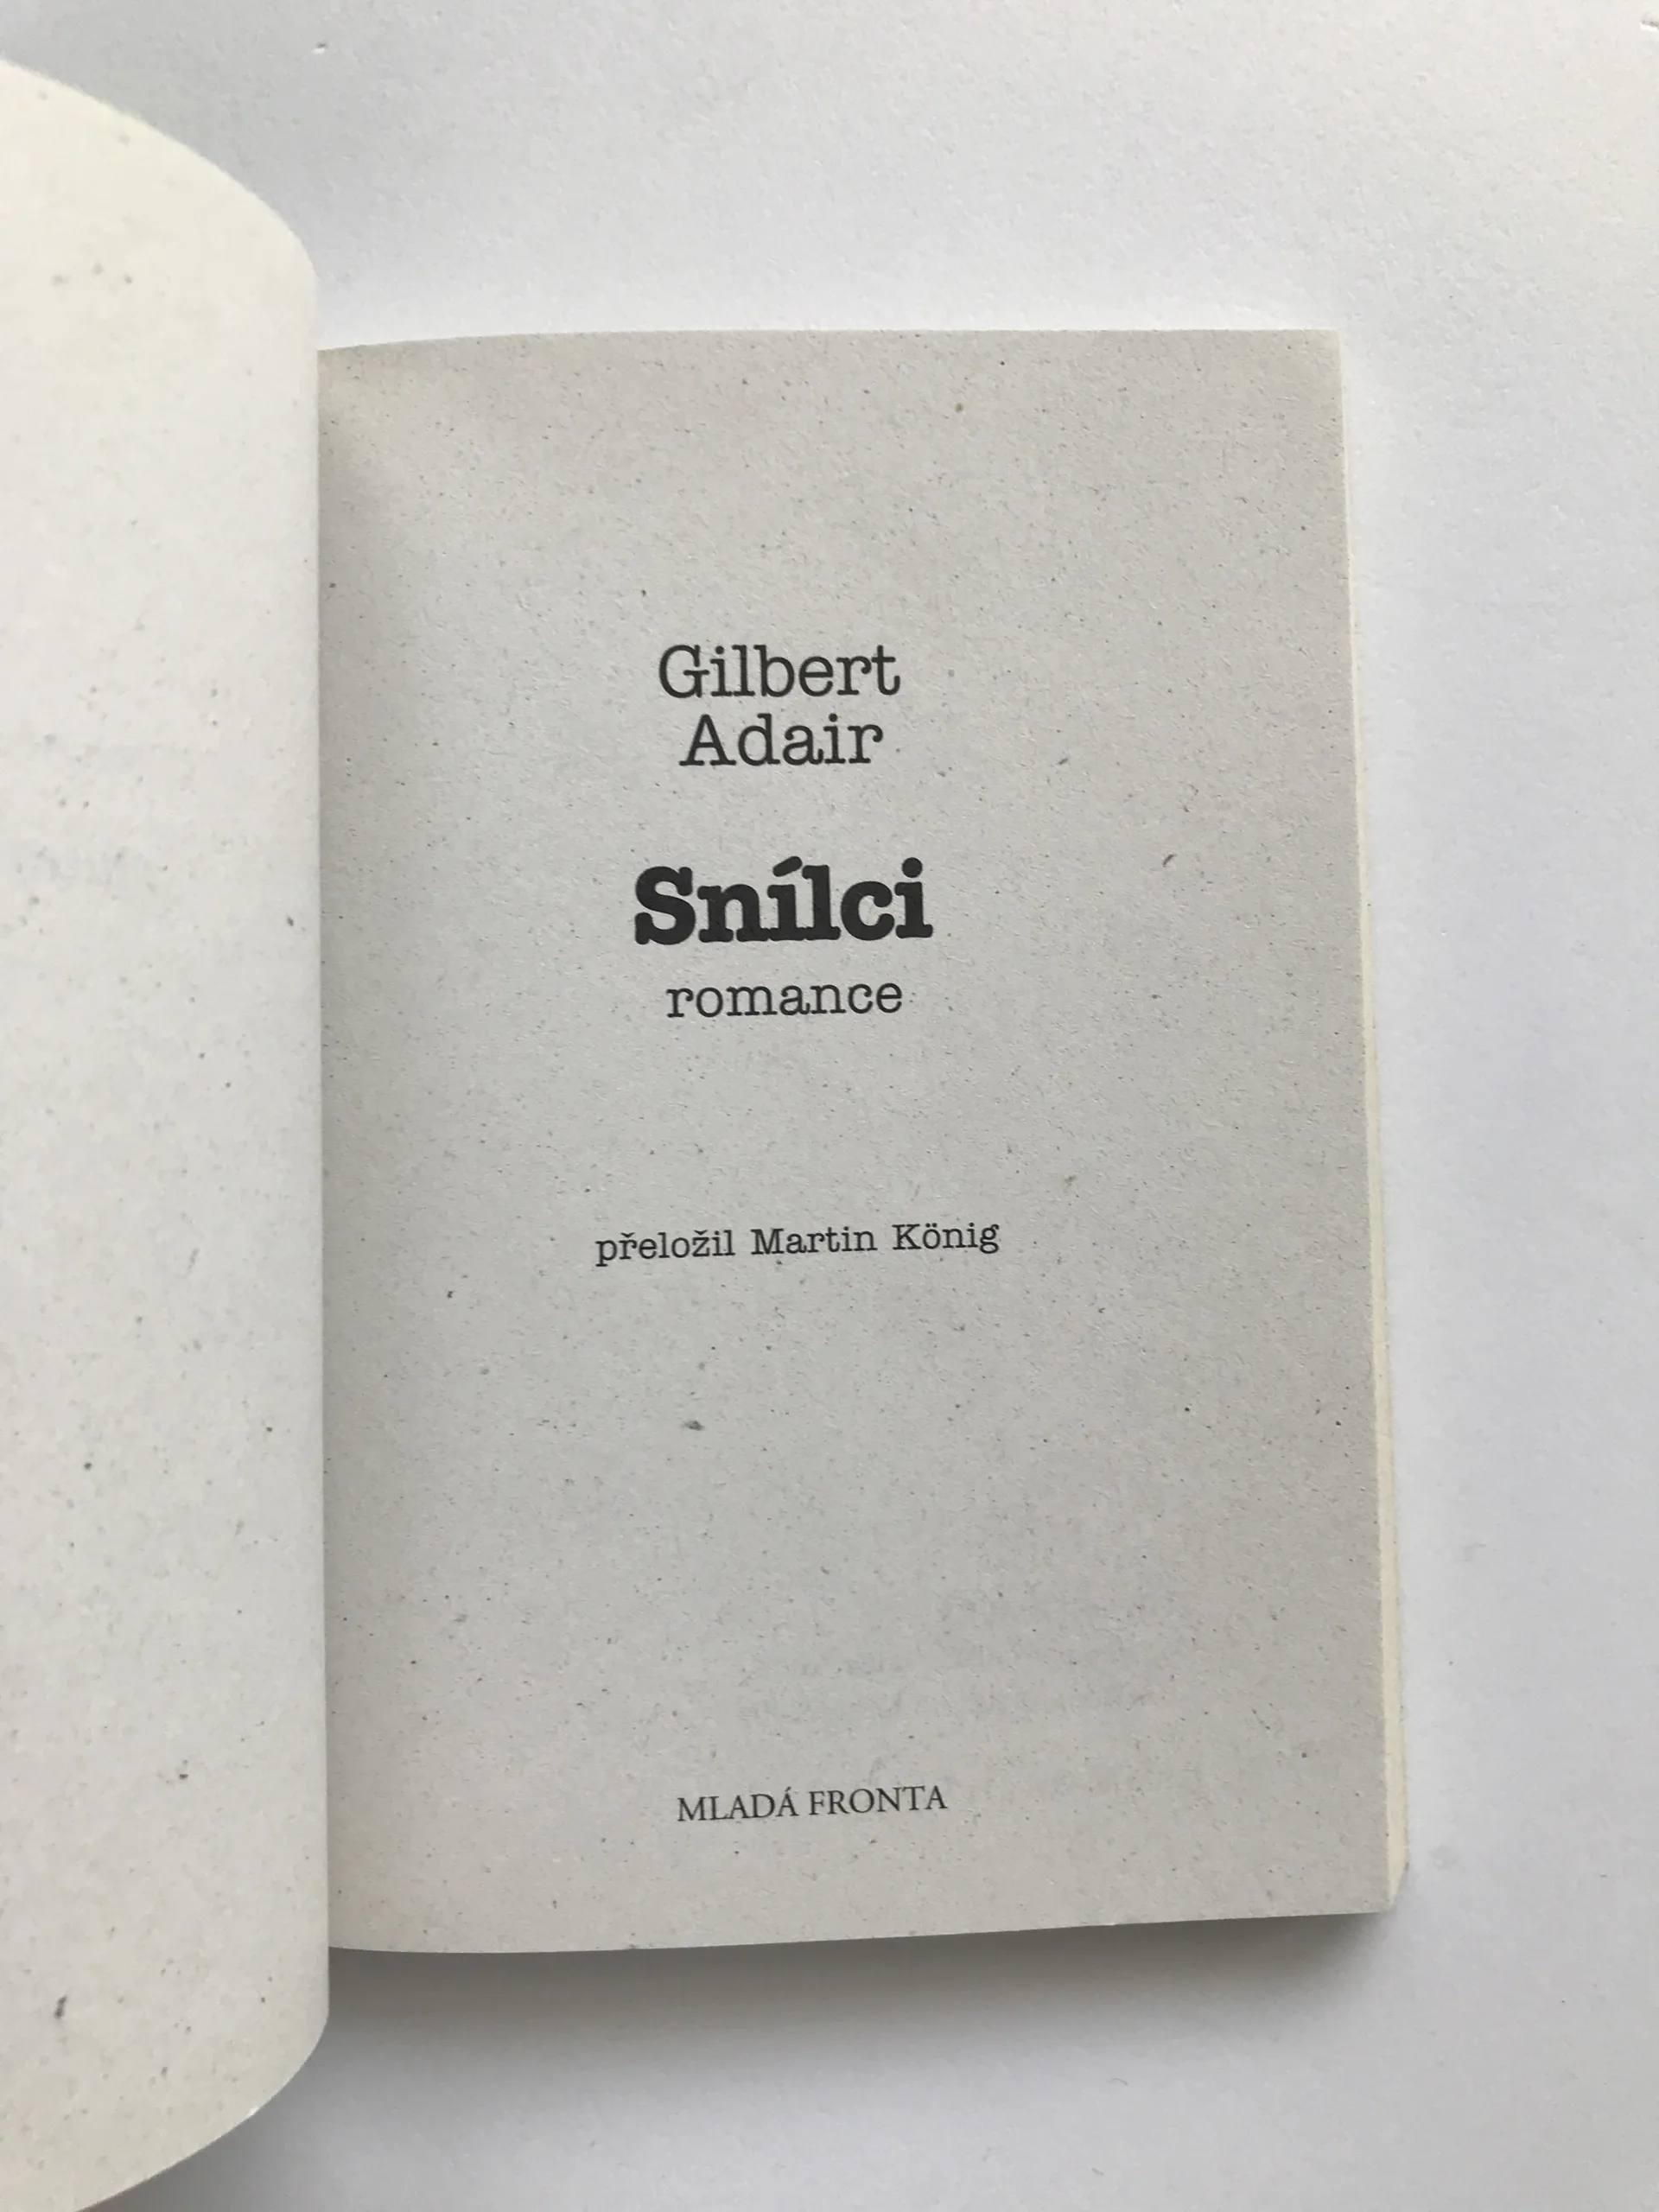 Gilbert
Adair
Snílci
romance
přeložil Martin König
MLADÁ FRONTA